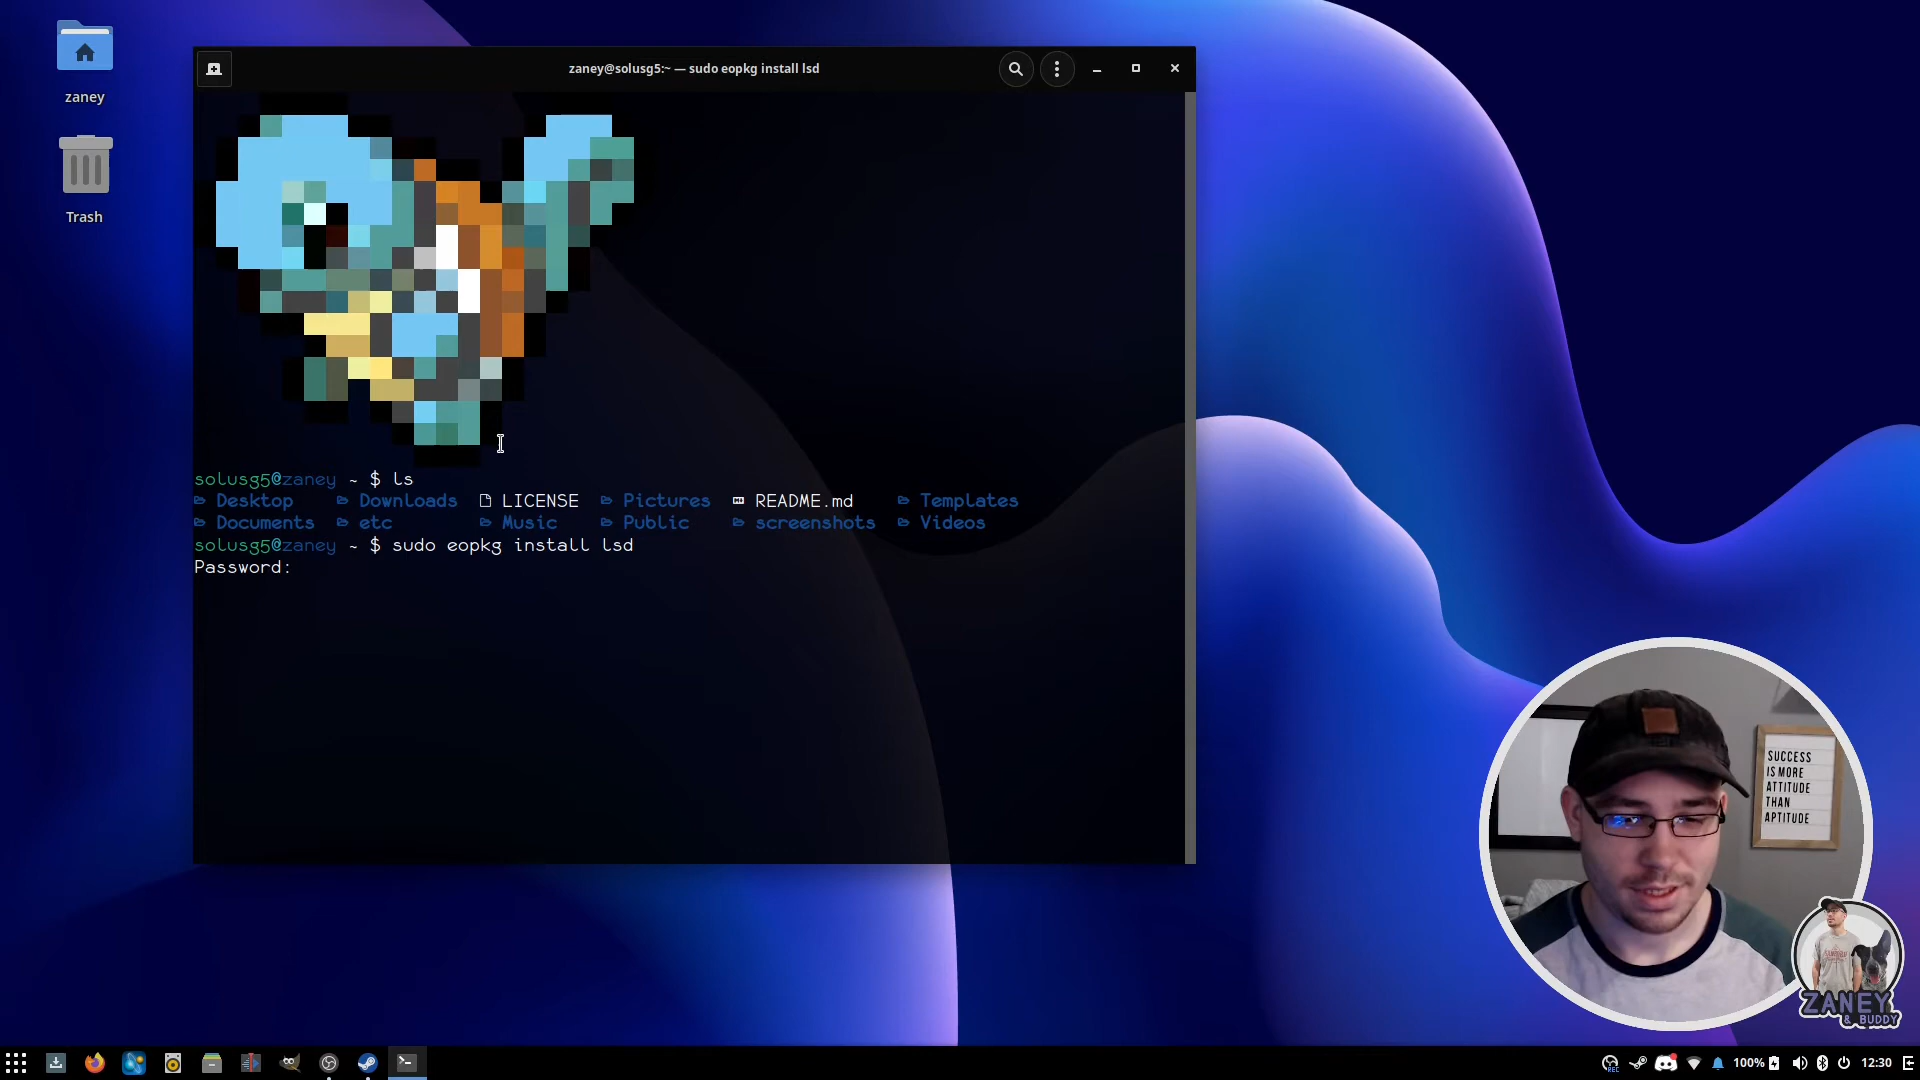 zaney
Trash
zaney@solusg5:~ — sudo eopkg install lsd
solusg5@zaney ~ $ ls
Desktop Downloads LICENSE Pictures README.md Templates
Documents etc Music Public screenshots Videos
solusg5@zaney ~ $ sudo eopkg install lsd
Password:
SUCCESS
IS MORE
ATTITUDE
THAN
APTITUDE
ZANEY
& BUDDY
REC
100%
12:30